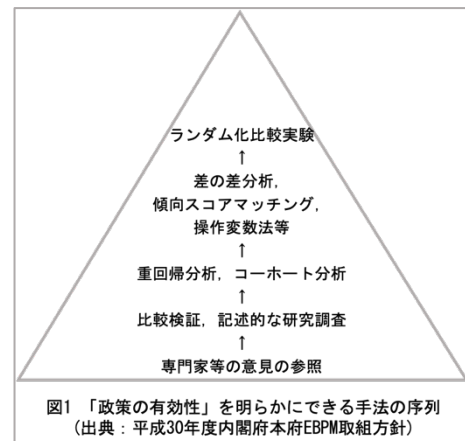 ランダム化比較実験
↑
差の差分析,
傾向スコアマッチング,
操作変数法等
↑
重回帰分析, コーホート分析
↑
比較検証, 記述的な研究調査
↑
専門家等の意見の参照
図1 「政策の有効性」を明らかにできる手法の序列
(出典：平成30年度内閣府本府EBPM取組方針)